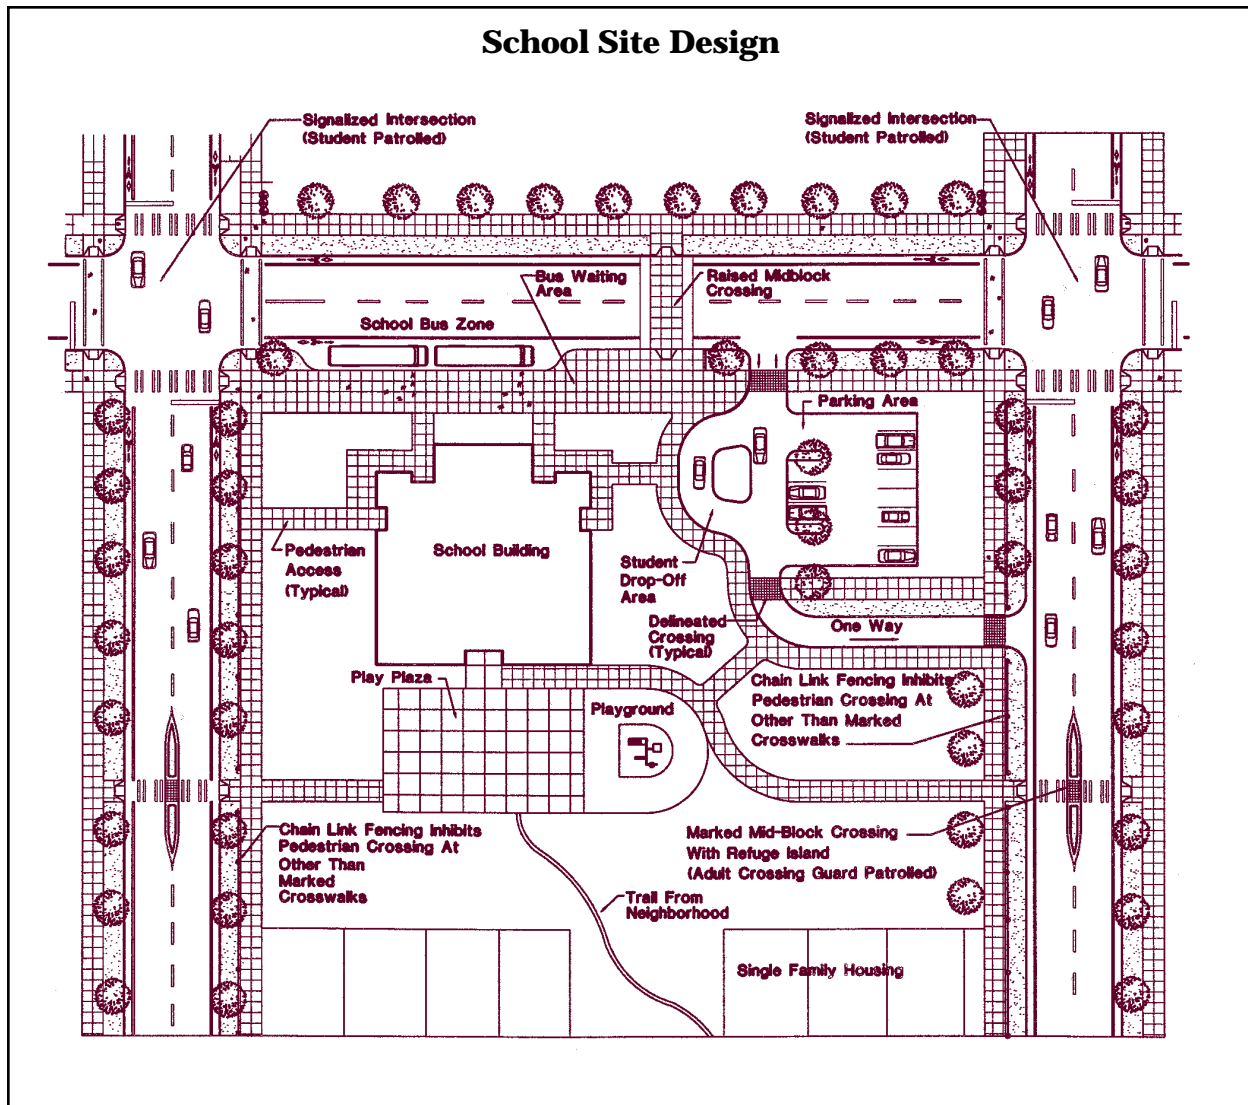 School Site Design
Signalized Intersection
(Student Patrolled)
Signalized Intersection
(Student Patrolled)
Bus Waiting
Area
Raised Midblock
Crossing
School Bus Zone
Parking Area
Pedestrian
Access
(Typical)
School Building
Student
Drop-Off
Area
Delineated
Crossing
(Typical)
One Way
Play Plaza
Playground
Chain Link Fencing Inhibits
Pedestrian Crossing At
Other Than Marked
Crosswalks
Chain Link Fencing Inhibits
Pedestrian Crossing At
Other Than
Marked
Crosswalks
Marked Mid-Block Crossing
With Refuge Island
(Adult Crossing Guard Patrolled)
Trail From
Neighborhood
Single Family Housing